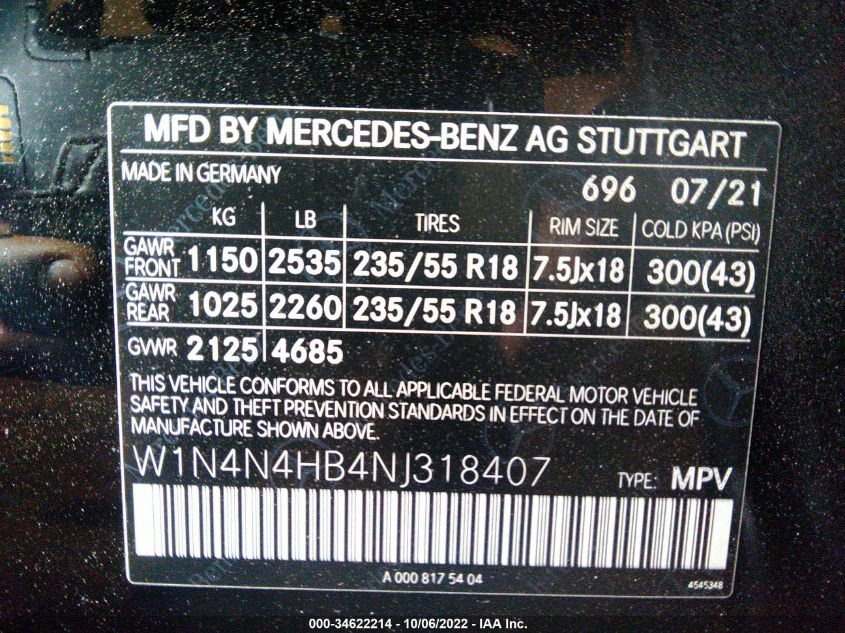 MFD BY MERCEDES-BENZ AG STUTTGART
MADE IN GERMANY
696 07/21
KG LB TIRES RIM SIZE COLD KPA (PSI)
GAWR FRONT 1150 2535 235/55 R18 7.5Jx18 300(43)
GAWR REAR 1025 2260 235/55 R18 7.5Jx18 300(43)
GVWR 2125 4685
THIS VEHICLE CONFORMS TO ALL APPLICABLE FEDERAL MOTOR VEHICLE
SAFETY AND THEFT PREVENTION STANDARDS IN EFFECT ON THE DATE OF
MANUFACTURE SHOWN ABOVE.
W1N4N4HB4NJ318407 TYPE: MPV
A 000 817 54 04
4545348
000-34622214 - 10/06/2022 - IAA Inc.